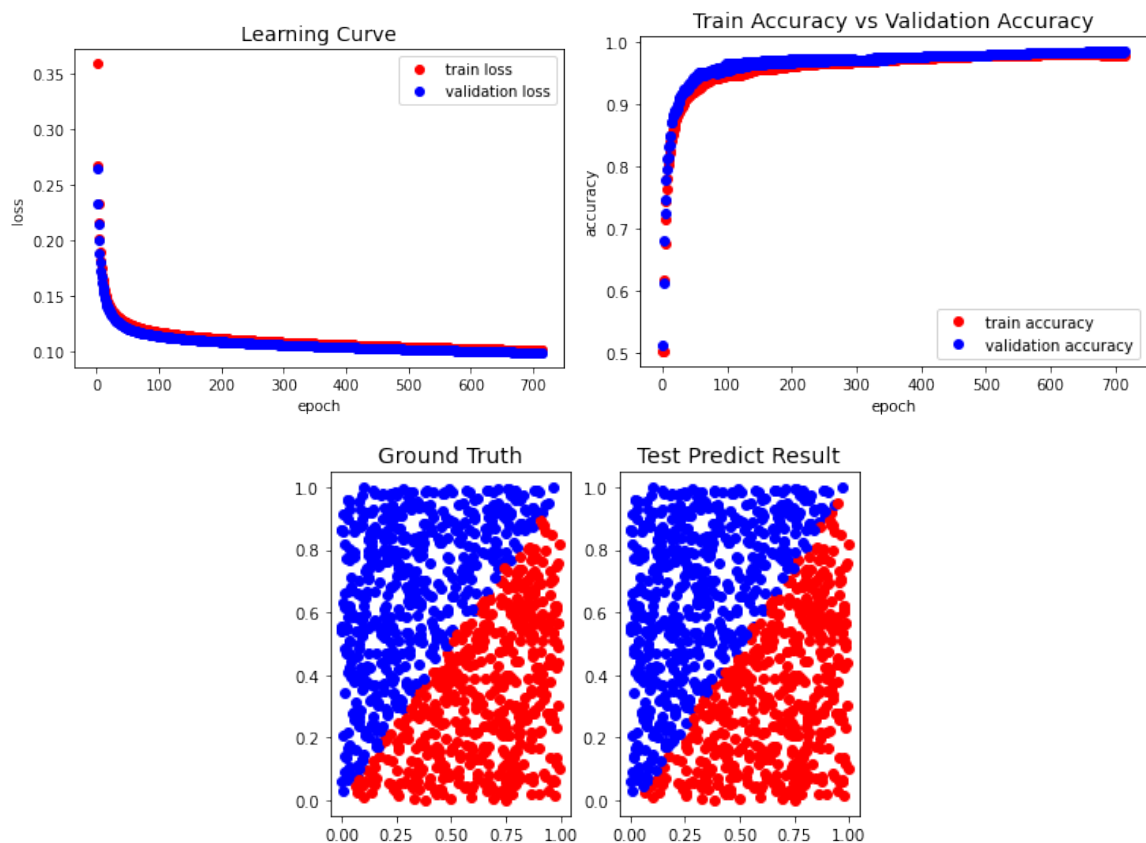 Learning Curve
0.35
0.30
0.25
0.20
0.15
0.10
loss
train loss
validation loss
0 100 200 300 400 500 600 700
epoch
Train Accuracy vs Validation Accuracy
1.0
0.9
0.8
0.7
0.6
0.5
accuracy
train accuracy
validation accuracy
0 100 200 300 400 500 600 700
epoch
Ground Truth
1.0
0.8
0.6
0.4
0.2
0.0
0.00 0.25 0.50 0.75 1.00
Test Predict Result
1.0
0.8
0.6
0.4
0.2
0.0
0.00 0.25 0.50 0.75 1.00